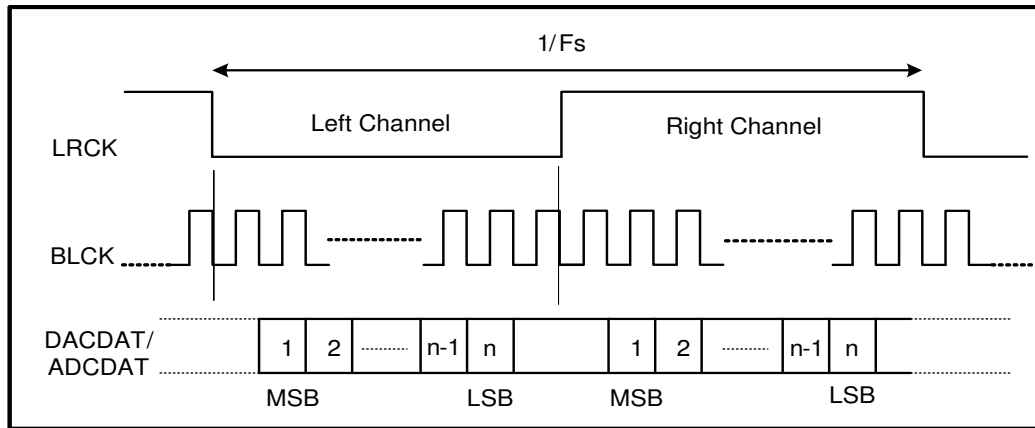 1/Fs
Left Channel
Right Channel
LRCK
BLCK
DACDAT/
ADCDAT
1 2 n-1 n 1 2 n-1 n
MSB LSB MSB LSB